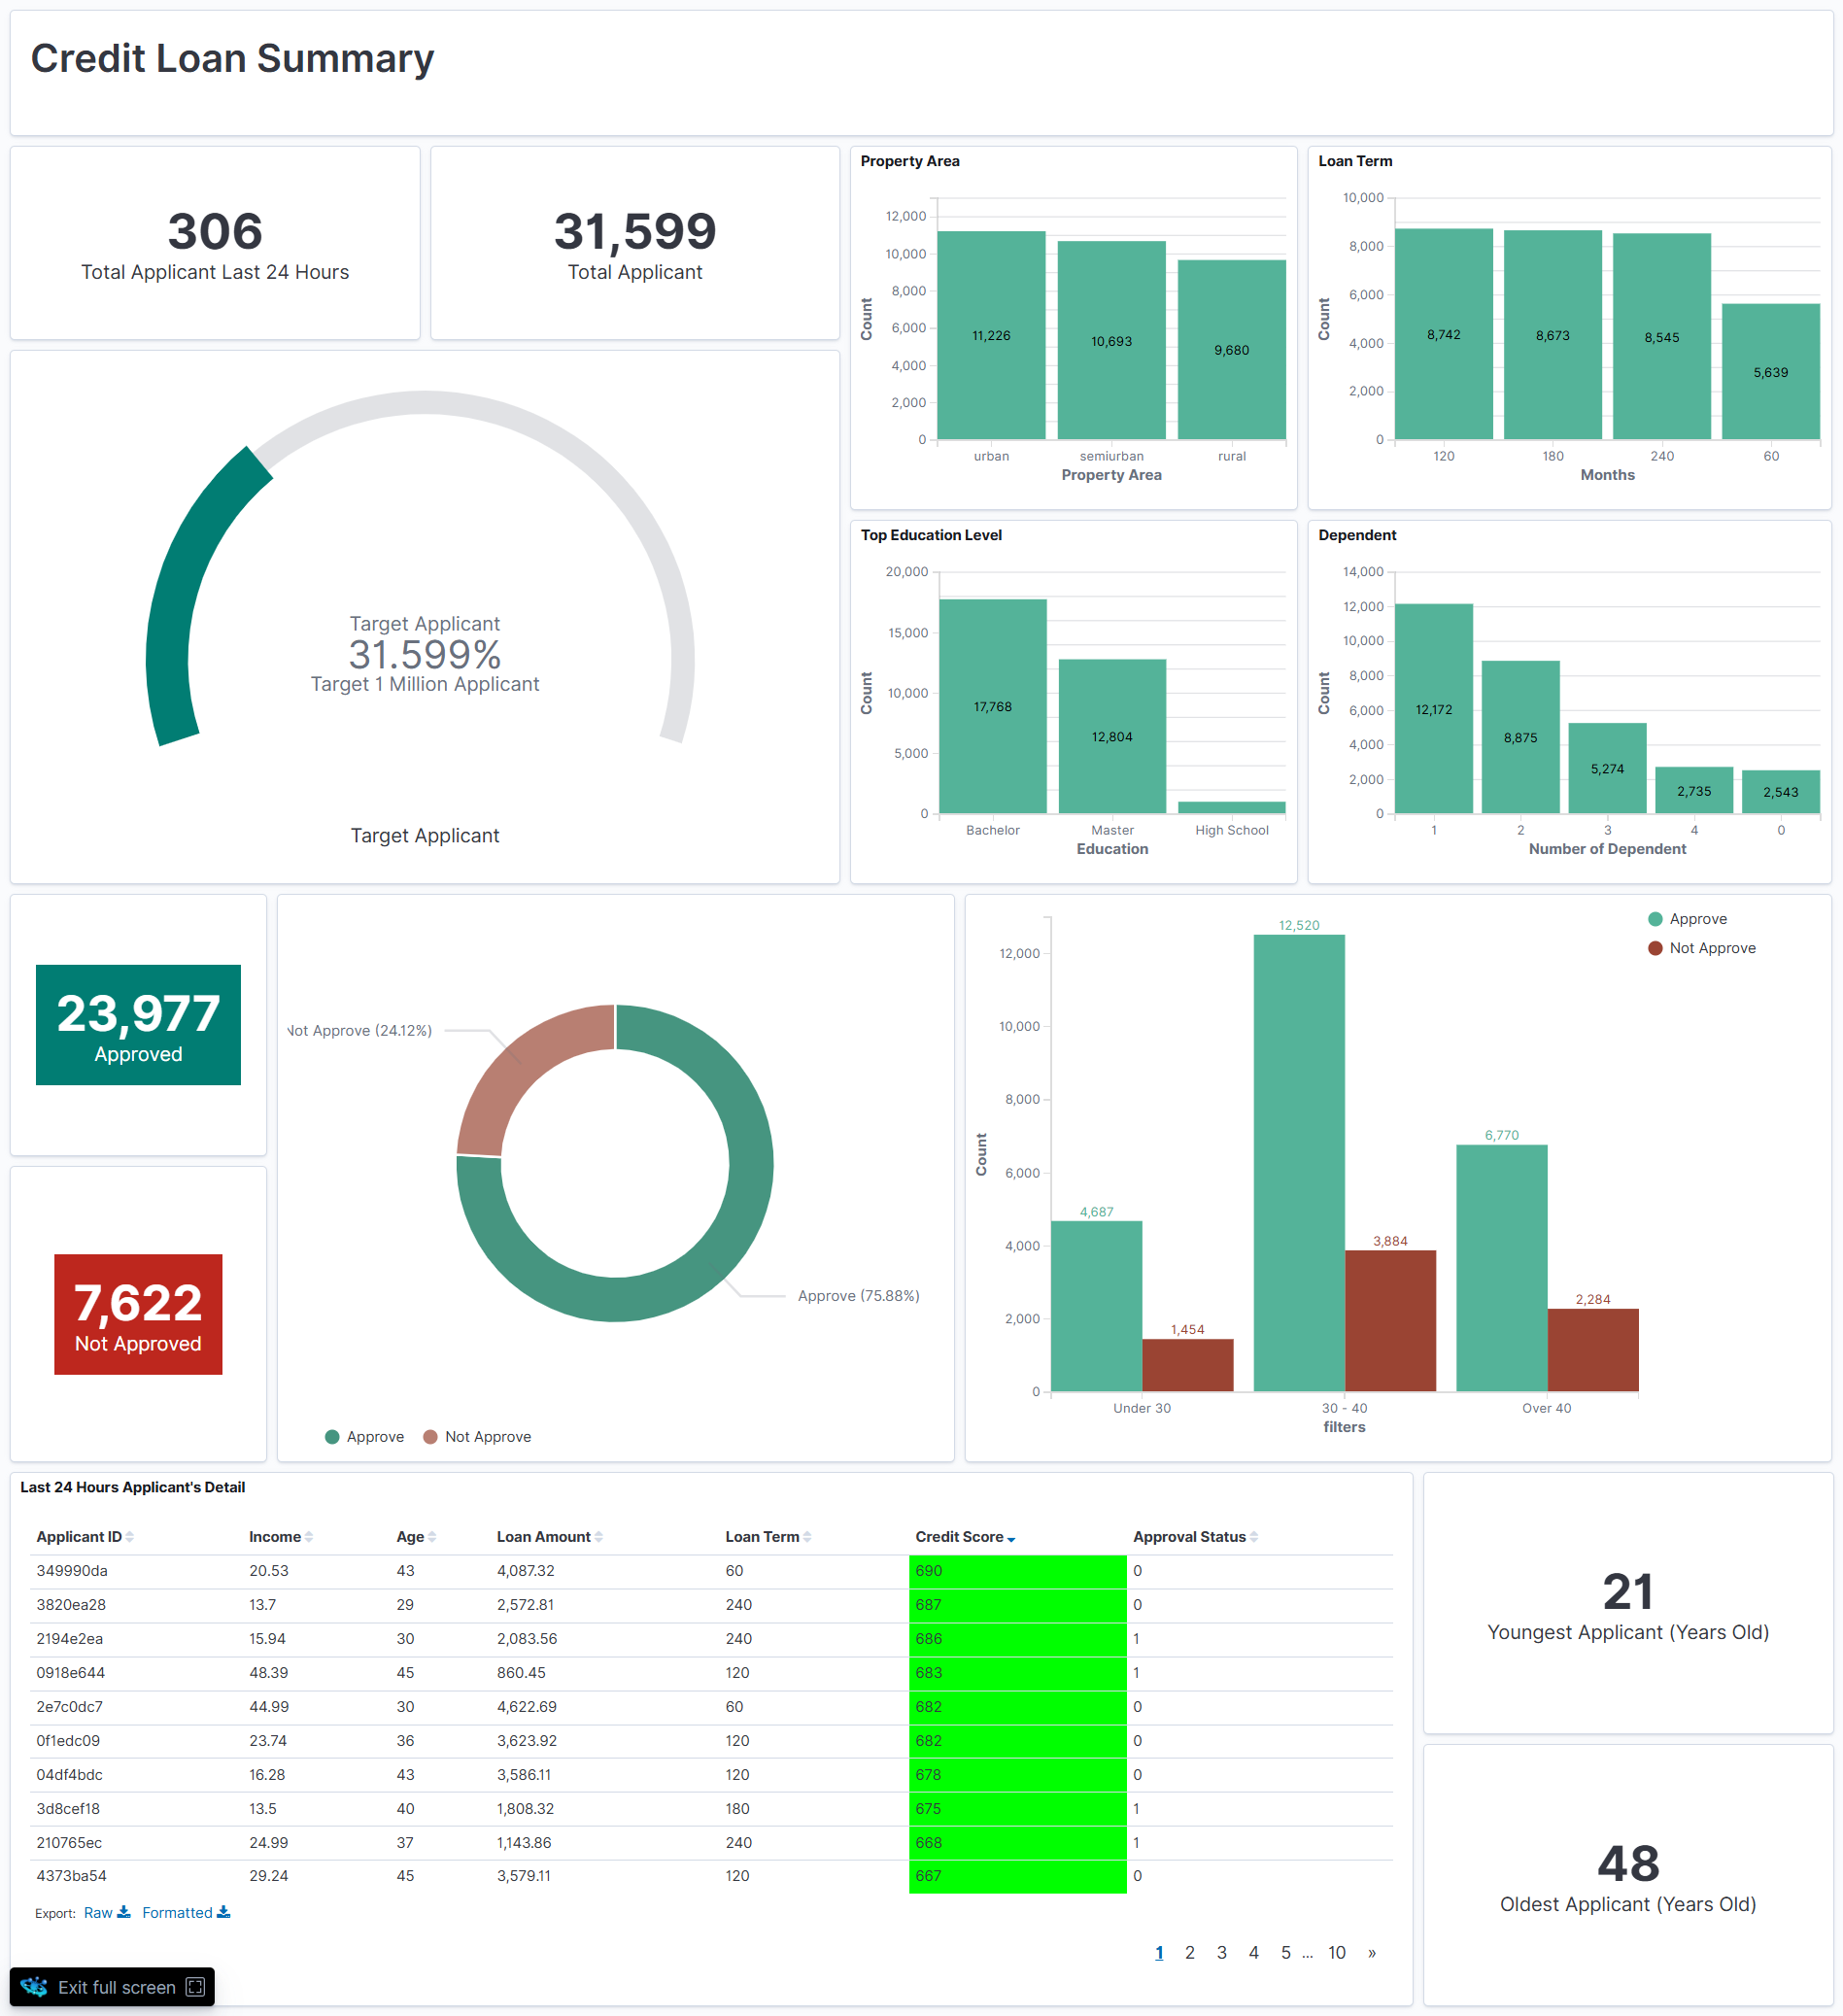 Credit Loan Summary
306
Total Applicant Last 24 Hours
31,599
Total Applicant
Target Applicant
31.599%
Target 1 Million Applicant
Target Applicant
Property Area
12,000
10,000
8,000
6,000
4,000
2,000
0
Count
11,226
10,693
9,680
urban
semiurban
rural
Property Area
Loan Term
10,000
8,000
6,000
4,000
2,000
0
Count
8,742
8,673
8,545
5,639
120
180
240
60
Months
Top Education Level
20,000
15,000
10,000
5,000
0
Count
17,768
12,804
Bachelor
Master
High School
Education
Dependent
14,000
12,000
10,000
8,000
6,000
4,000
2,000
0
Count
12,172
8,875
5,274
2,735
2,543
1
2
3
4
0
Number of Dependent
23,977
Approved
7,622
Not Approved
Not Approve (24.12%)
Approve (75.88%)
Approve
Not Approve
12,000
10,000
8,000
6,000
4,000
2,000
0
Count
4,687
1,454
12,520
3,884
6,770
2,284
Under 30
30 - 40
Over 40
filters
Approve
Not Approve
Last 24 Hours Applicant's Detail
Applicant ID Income Age Loan Amount Loan Term Credit Score Approval Status
349990da 20.53 43 4,087.32 60 690 0
3820ea28 13.7 29 2,572.81 240 687 0
2194e2ea 15.94 30 2,083.56 240 686 1
0918e644 48.39 45 860.45 120 683 1
2e7c0dc7 44.99 30 4,622.69 60 682 0
0f1edc09 23.74 36 3,623.92 120 682 0
04df4bdc 16.28 43 3,586.11 120 678 0
3d8cef18 13.5 40 1,808.32 180 675 1
210765ec 24.99 37 1,143.86 240 668 1
4373ba54 29.24 45 3,579.11 120 667 0
Export: Raw Formatted
1 2 3 4 5 ... 10 »
Exit full screen
21
Youngest Applicant (Years Old)
48
Oldest Applicant (Years Old)